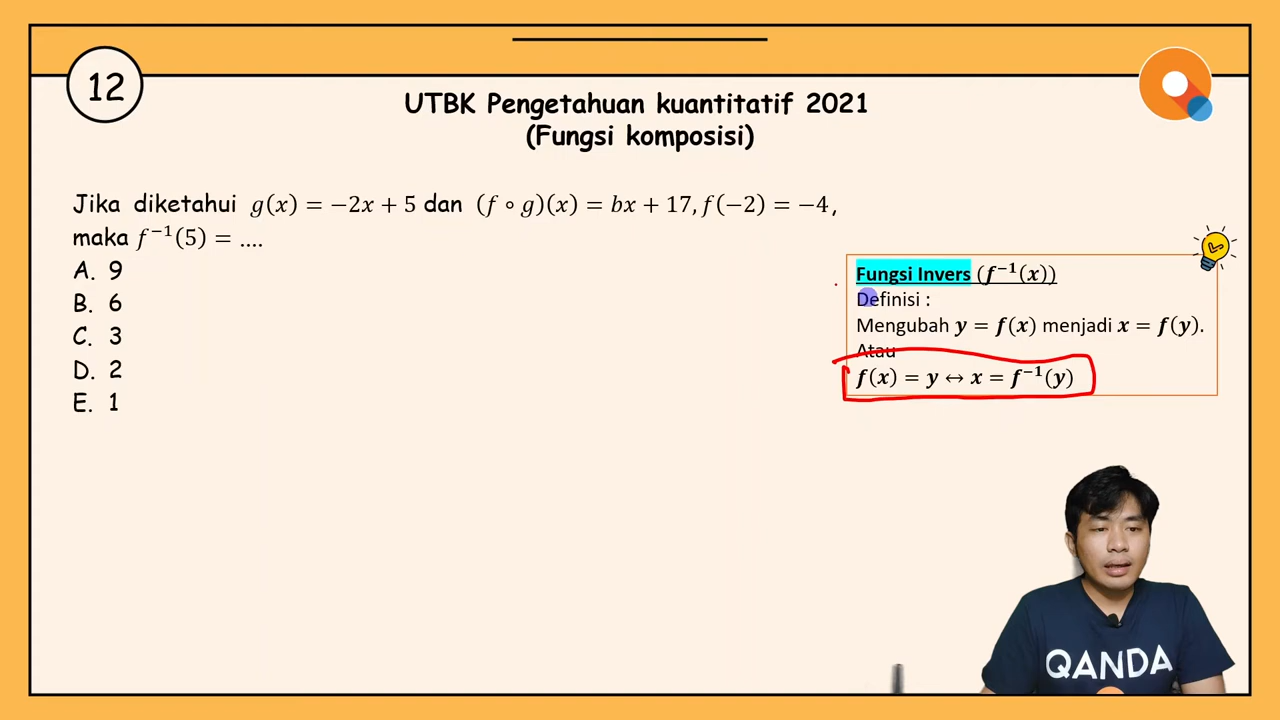 12
UTBK Pengetahuan kuantitatif 2021
(Fungsi komposisi)
Jika diketahui g(x) = −2x + 5 dan (f ∘ g)(x) = bx + 17, f(−2) = −4,
maka f⁻¹(5) = ....
A. 9
B. 6
C. 3
D. 2
E. 1
Fungsi Invers (f⁻¹(x))
Definisi :
Mengubah y = f(x) menjadi x = f(y).
Atau
f(x) = y ↔ x = f⁻¹(y)
QANDA